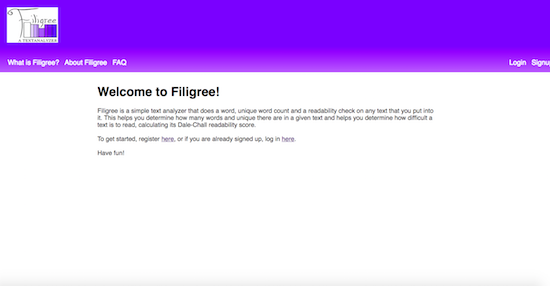 Filigree
A TEXTANALYZER
What is Filigree? About Filigree FAQ
Login Signup
Welcome to Filigree!
Filigree is a simple text analyzer that does a word, unique word count and a readability check on any text that you put into
it. This helps you determine how many words and unique there are in a given text and helps you determine how difficult a
text is to read, calculating its Dale-Chall readability score.
To get started, register here, or if you are already signed up, log in here.
Have fun!